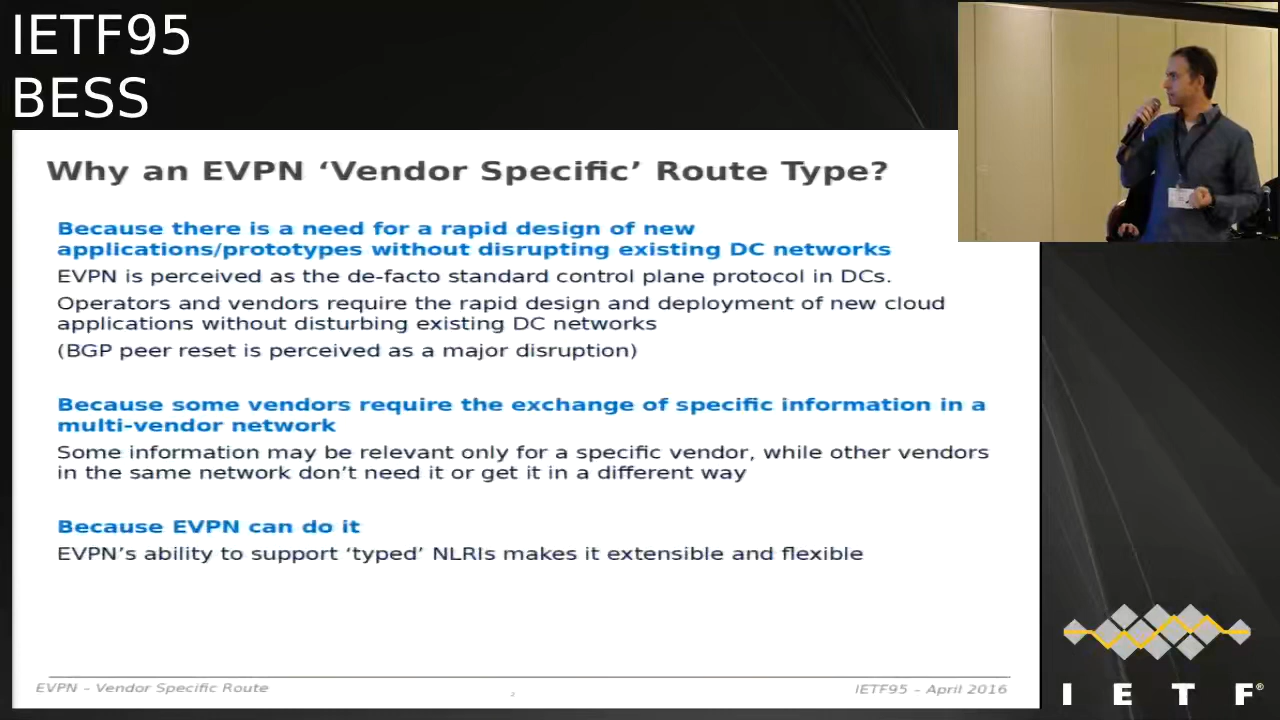 IETF95
BESS
Why an EVPN ‘Vendor Specific’ Route Type?
Because there is a need for a rapid design of new
applications/prototypes without disrupting existing DC networks
EVPN is perceived as the de-facto standard control plane protocol in DCs.
Operators and vendors require the rapid design and deployment of new cloud
applications without disturbing existing DC networks
(BGP peer reset is perceived as a major disruption)
Because some vendors require the exchange of specific information in a
multi-vendor network
Some information may be relevant only for a specific vendor, while other vendors
in the same network don’t need it or get it in a different way
Because EVPN can do it
EVPN’s ability to support ‘typed’ NLRIs makes it extensible and flexible
EVPN – Vendor Specific Route
2
IETF95 – April 2016
I E T F®